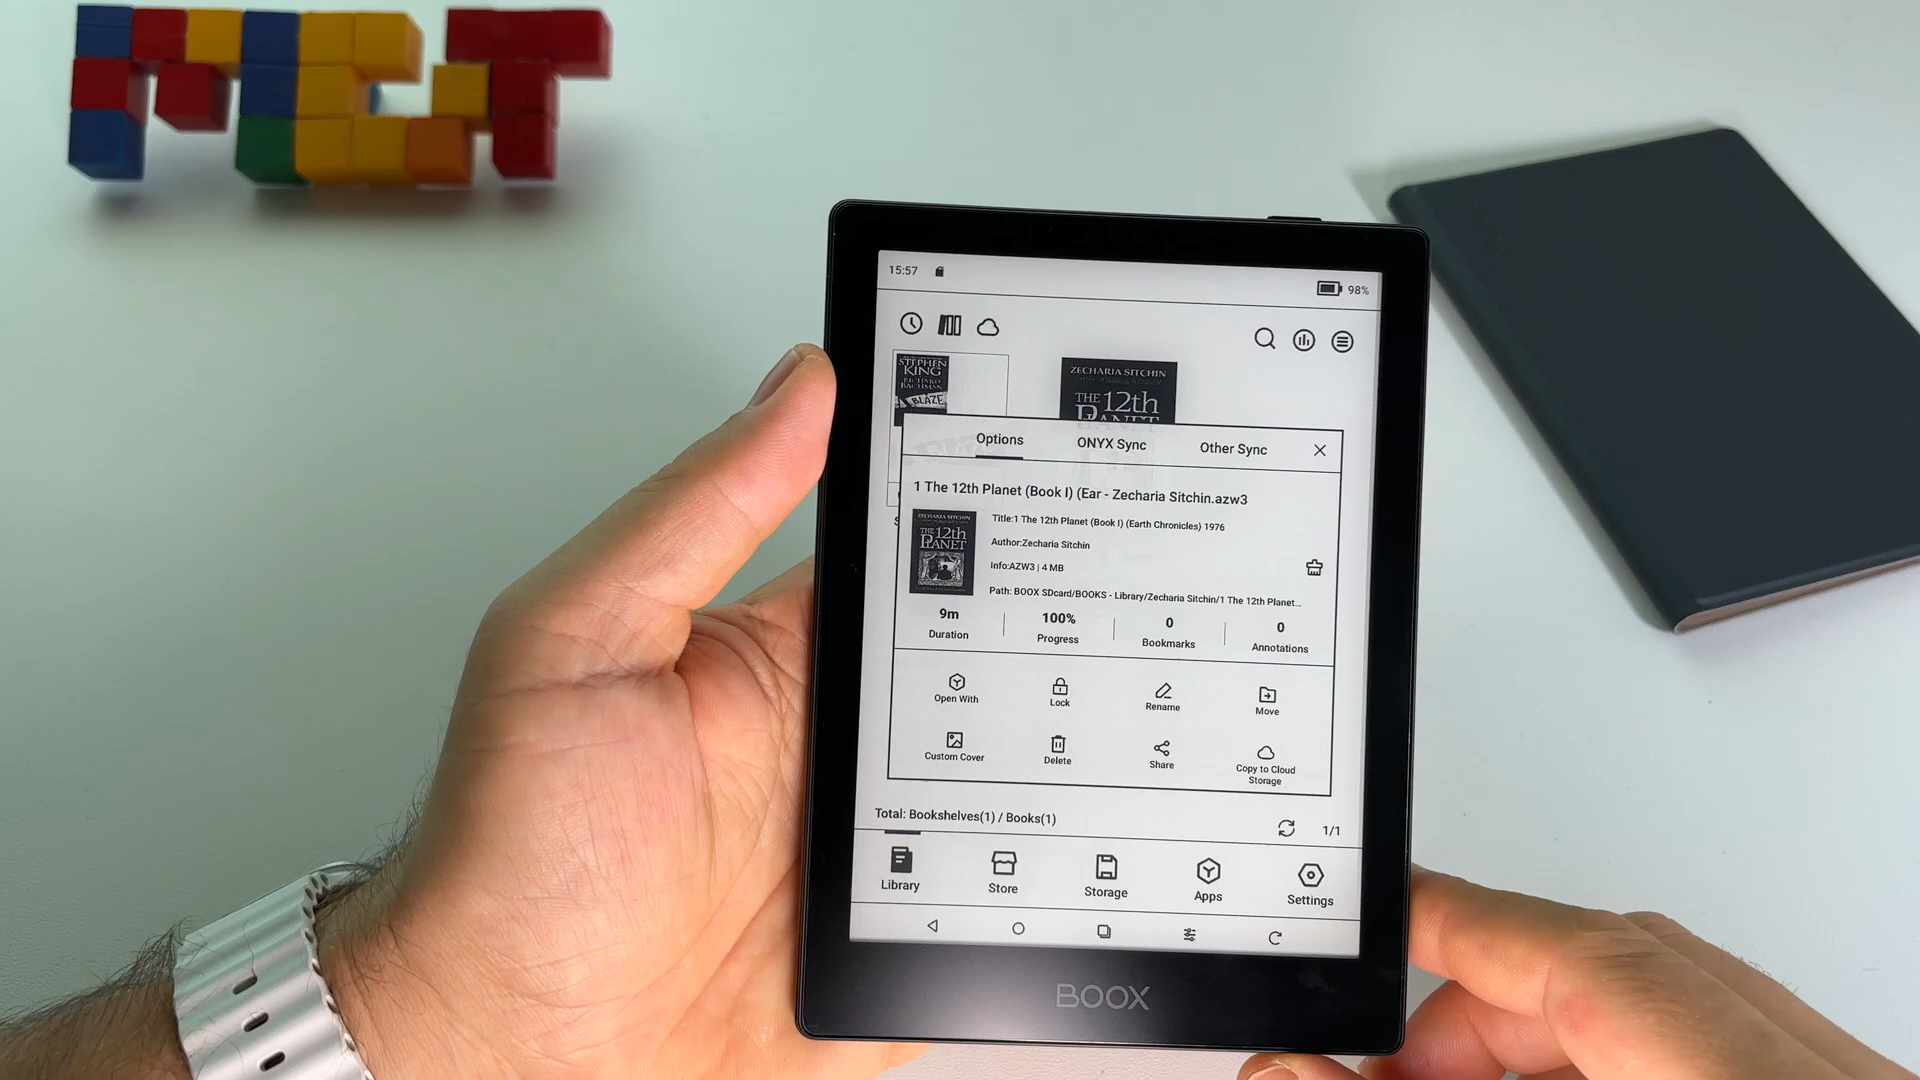 15:57
98%
STEPHEN
KING
RICHARD
BACHMAN
BLAZE
ZECHARIA SITCHIN
THE 12th
PLANET
Options
ONYX Sync
Other Sync
1 The 12th Planet (Book I) (Ear - Zecharia Sitchin.azw3
ZECHARIA SITCHIN
THE 12th
PLANET
Title:1 The 12th Planet (Book I) (Earth Chronicles) 1976
Author:Zecharia Sitchin
Info:AZW3 | 4 MB
Path: BOOX SDcard/BOOKS - Library/Zecharia Sitchin/1 The 12th Planet...
9m
Duration
100%
Progress
0
Bookmarks
0
Annotations
Open With
Lock
Rename
Move
Custom Cover
Delete
Share
Copy to Cloud
Storage
Total: Bookshelves(1) / Books(1)
1/1
Library
Store
Storage
Apps
Settings
BOOX